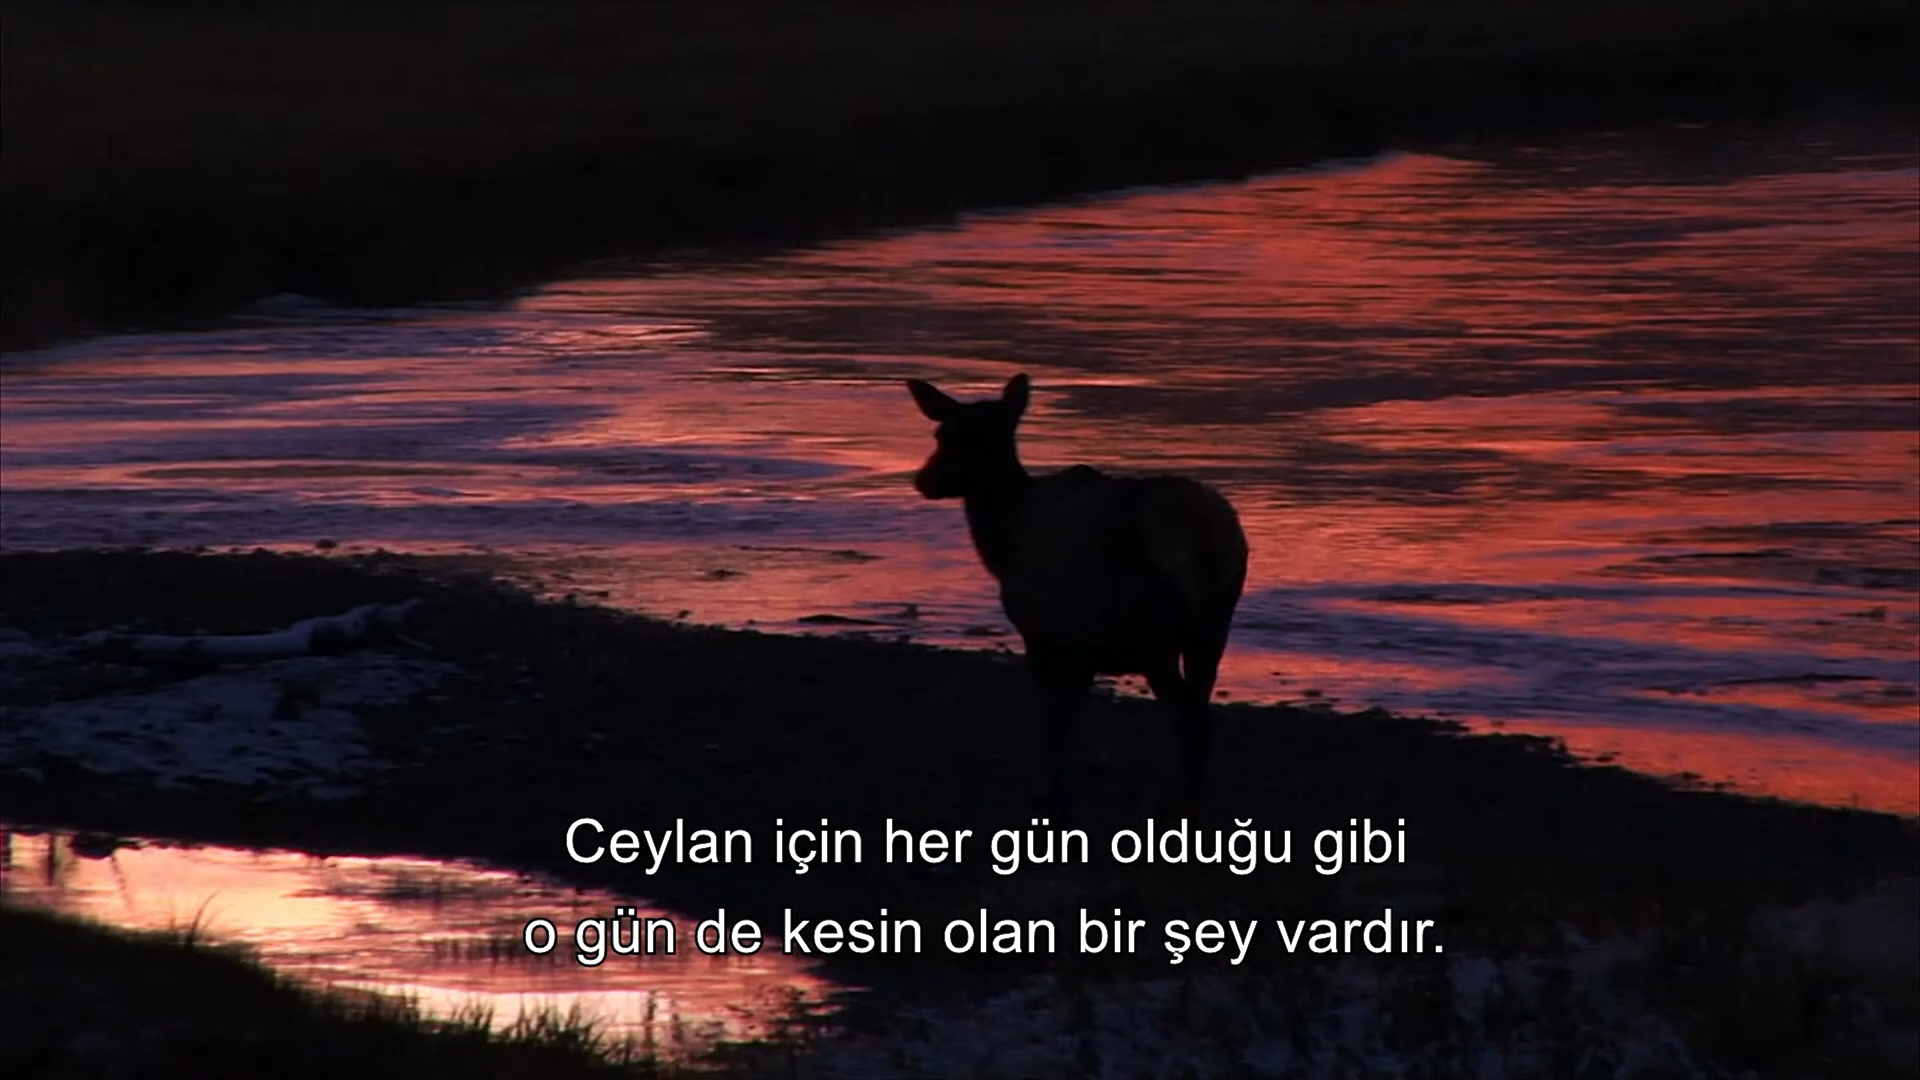 Ceylan için her gün olduğu gibi
o gün de kesin olan bir şey vardır.